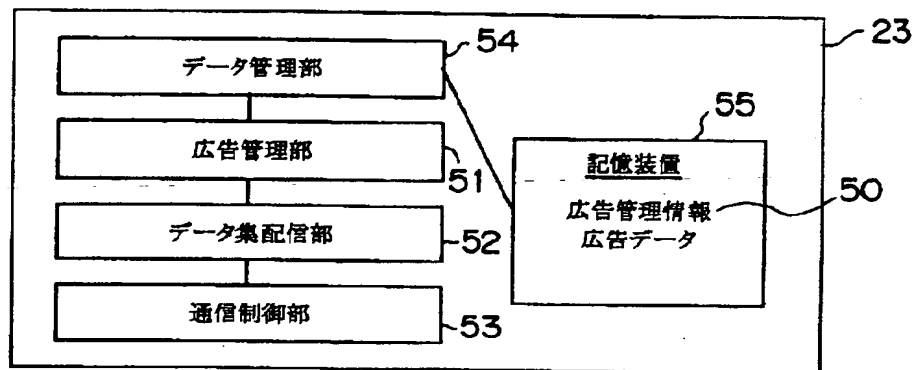 データ管理部
54
23
広告管理部
51
55
記憶装置
広告管理情報
50
広告データ
データ集配信部
52
通信制御部
53